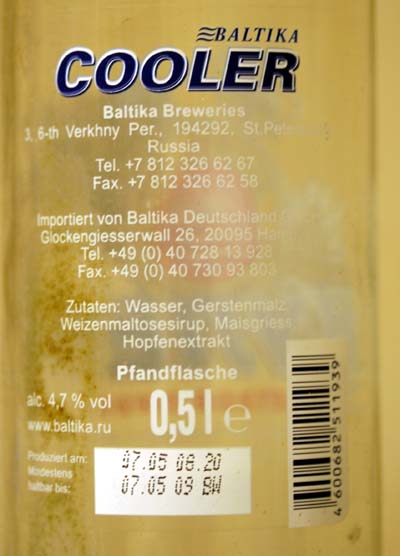 BALTIKA
COOLER
Baltika Breweries
3, 6-th Verkhny Per., 194292,
Russia
Tel. +7 812 326 62 67
Fax. +7 812 326 62 58
Importiert von Baltika Deutschland
Glockengiesserwall 26, 20095
Tel. +49 (0) 40 728 13 928
Fax. +49 (0) 40 730 93 803
Zutaten: Wasser, Gerstenmalz,
Weizenmaltosesirup, Maisgriess,
Hopfenextrakt
Pfandflasche
alc. 4,7 % vol
0,5 l e
www.baltika.ru
Produziert am: 07.05 08.20
Mindestens
haltbar bis: 07.05 09 BW
4 600682 511939